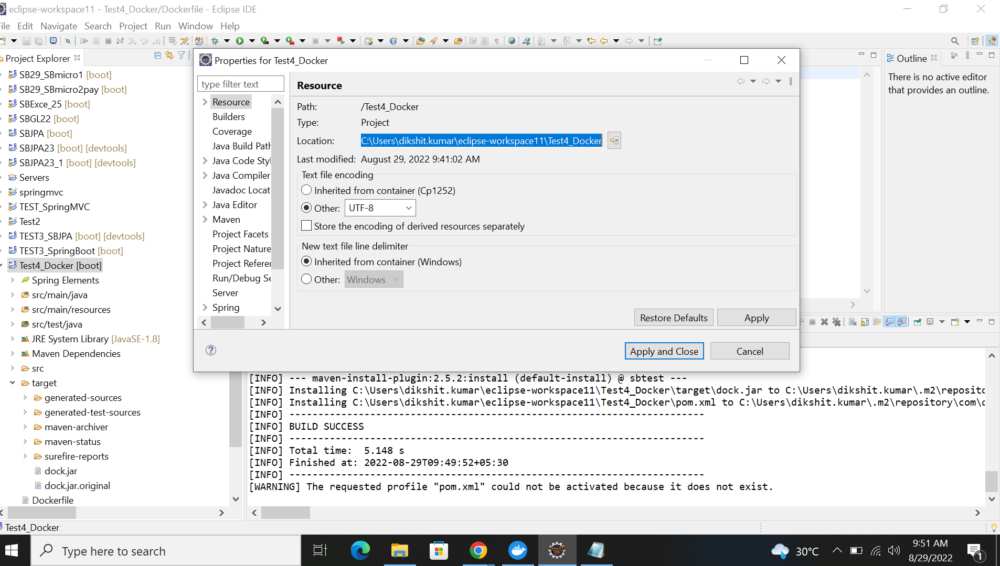 eclipse-workspace11 - Test4_Docker/Dockerfile - Eclipse IDE
ile Edit Navigate Search Project Run Window Help
Project Explorer
SB29_SBmicro1 [boot]
SB29_SBmicro2pay [boot]
SBExce_25 [boot]
SBGL22 [boot]
SBJPA [boot]
SBJPA23 [boot] [devtools]
SBJPA23_1 [boot] [devtools]
Servers
springmvc
TEST_SpringMVC
Test2
TEST3_SBJPA [boot] [devtools]
TEST3_SpringBoot [boot]
Test4_Docker [boot]
Spring Elements
src/main/java
src/main/resources
src/test/java
JRE System Library [JavaSE-1.8]
Maven Dependencies
src
target
generated-sources
generated-test-sources
maven-archiver
maven-status
surefire-reports
dock.jar
dock.jar.original
Dockerfile
Properties for Test4_Docker
type filter text
Resource
Builders
Coverage
Java Build Path
Java Code Styl
Java Compiler
Javadoc Locat
Java Editor
Maven
Project Facets
Project Nature
Project Referer
Run/Debug Se
Server
Spring
Resource
Path: /Test4_Docker
Type: Project
Location: C:\Users\dikshit.kumar\eclipse-workspace11\Test4_Docker
Last modified: August 29, 2022 9:41:02 AM
Text file encoding
Inherited from container (Cp1252)
Other: UTF-8
Store the encoding of derived resources separately
New text file line delimiter
Inherited from container (Windows)
Other: Windows
Restore Defaults Apply
Apply and Close Cancel
Outline
There is no active editor
that provides an outline.
[INFO] --- maven-install-plugin:2.5.2:install (default-install) @ sbtest ---
[INFO] Installing C:\Users\dikshit.kumar\eclipse-workspace11\Test4_Docker\target\dock.jar to C:\Users\dikshit.kumar\.m2\reposito
[INFO] Installing C:\Users\dikshit.kumar\eclipse-workspace11\Test4_Docker\pom.xml to C:\Users\dikshit.kumar\.m2\repository\com\d
[INFO] ------------------------------------------------------------------------
[INFO] BUILD SUCCESS
[INFO] ------------------------------------------------------------------------
[INFO] Total time:  5.148 s
[INFO] Finished at: 2022-08-29T09:49:52+05:30
[INFO] ------------------------------------------------------------------------
[WARNING] The requested profile "pom.xml" could not be activated because it does not exist.
Test4_Docker
Type here to search
30°C
9:51 AM
8/29/2022
1